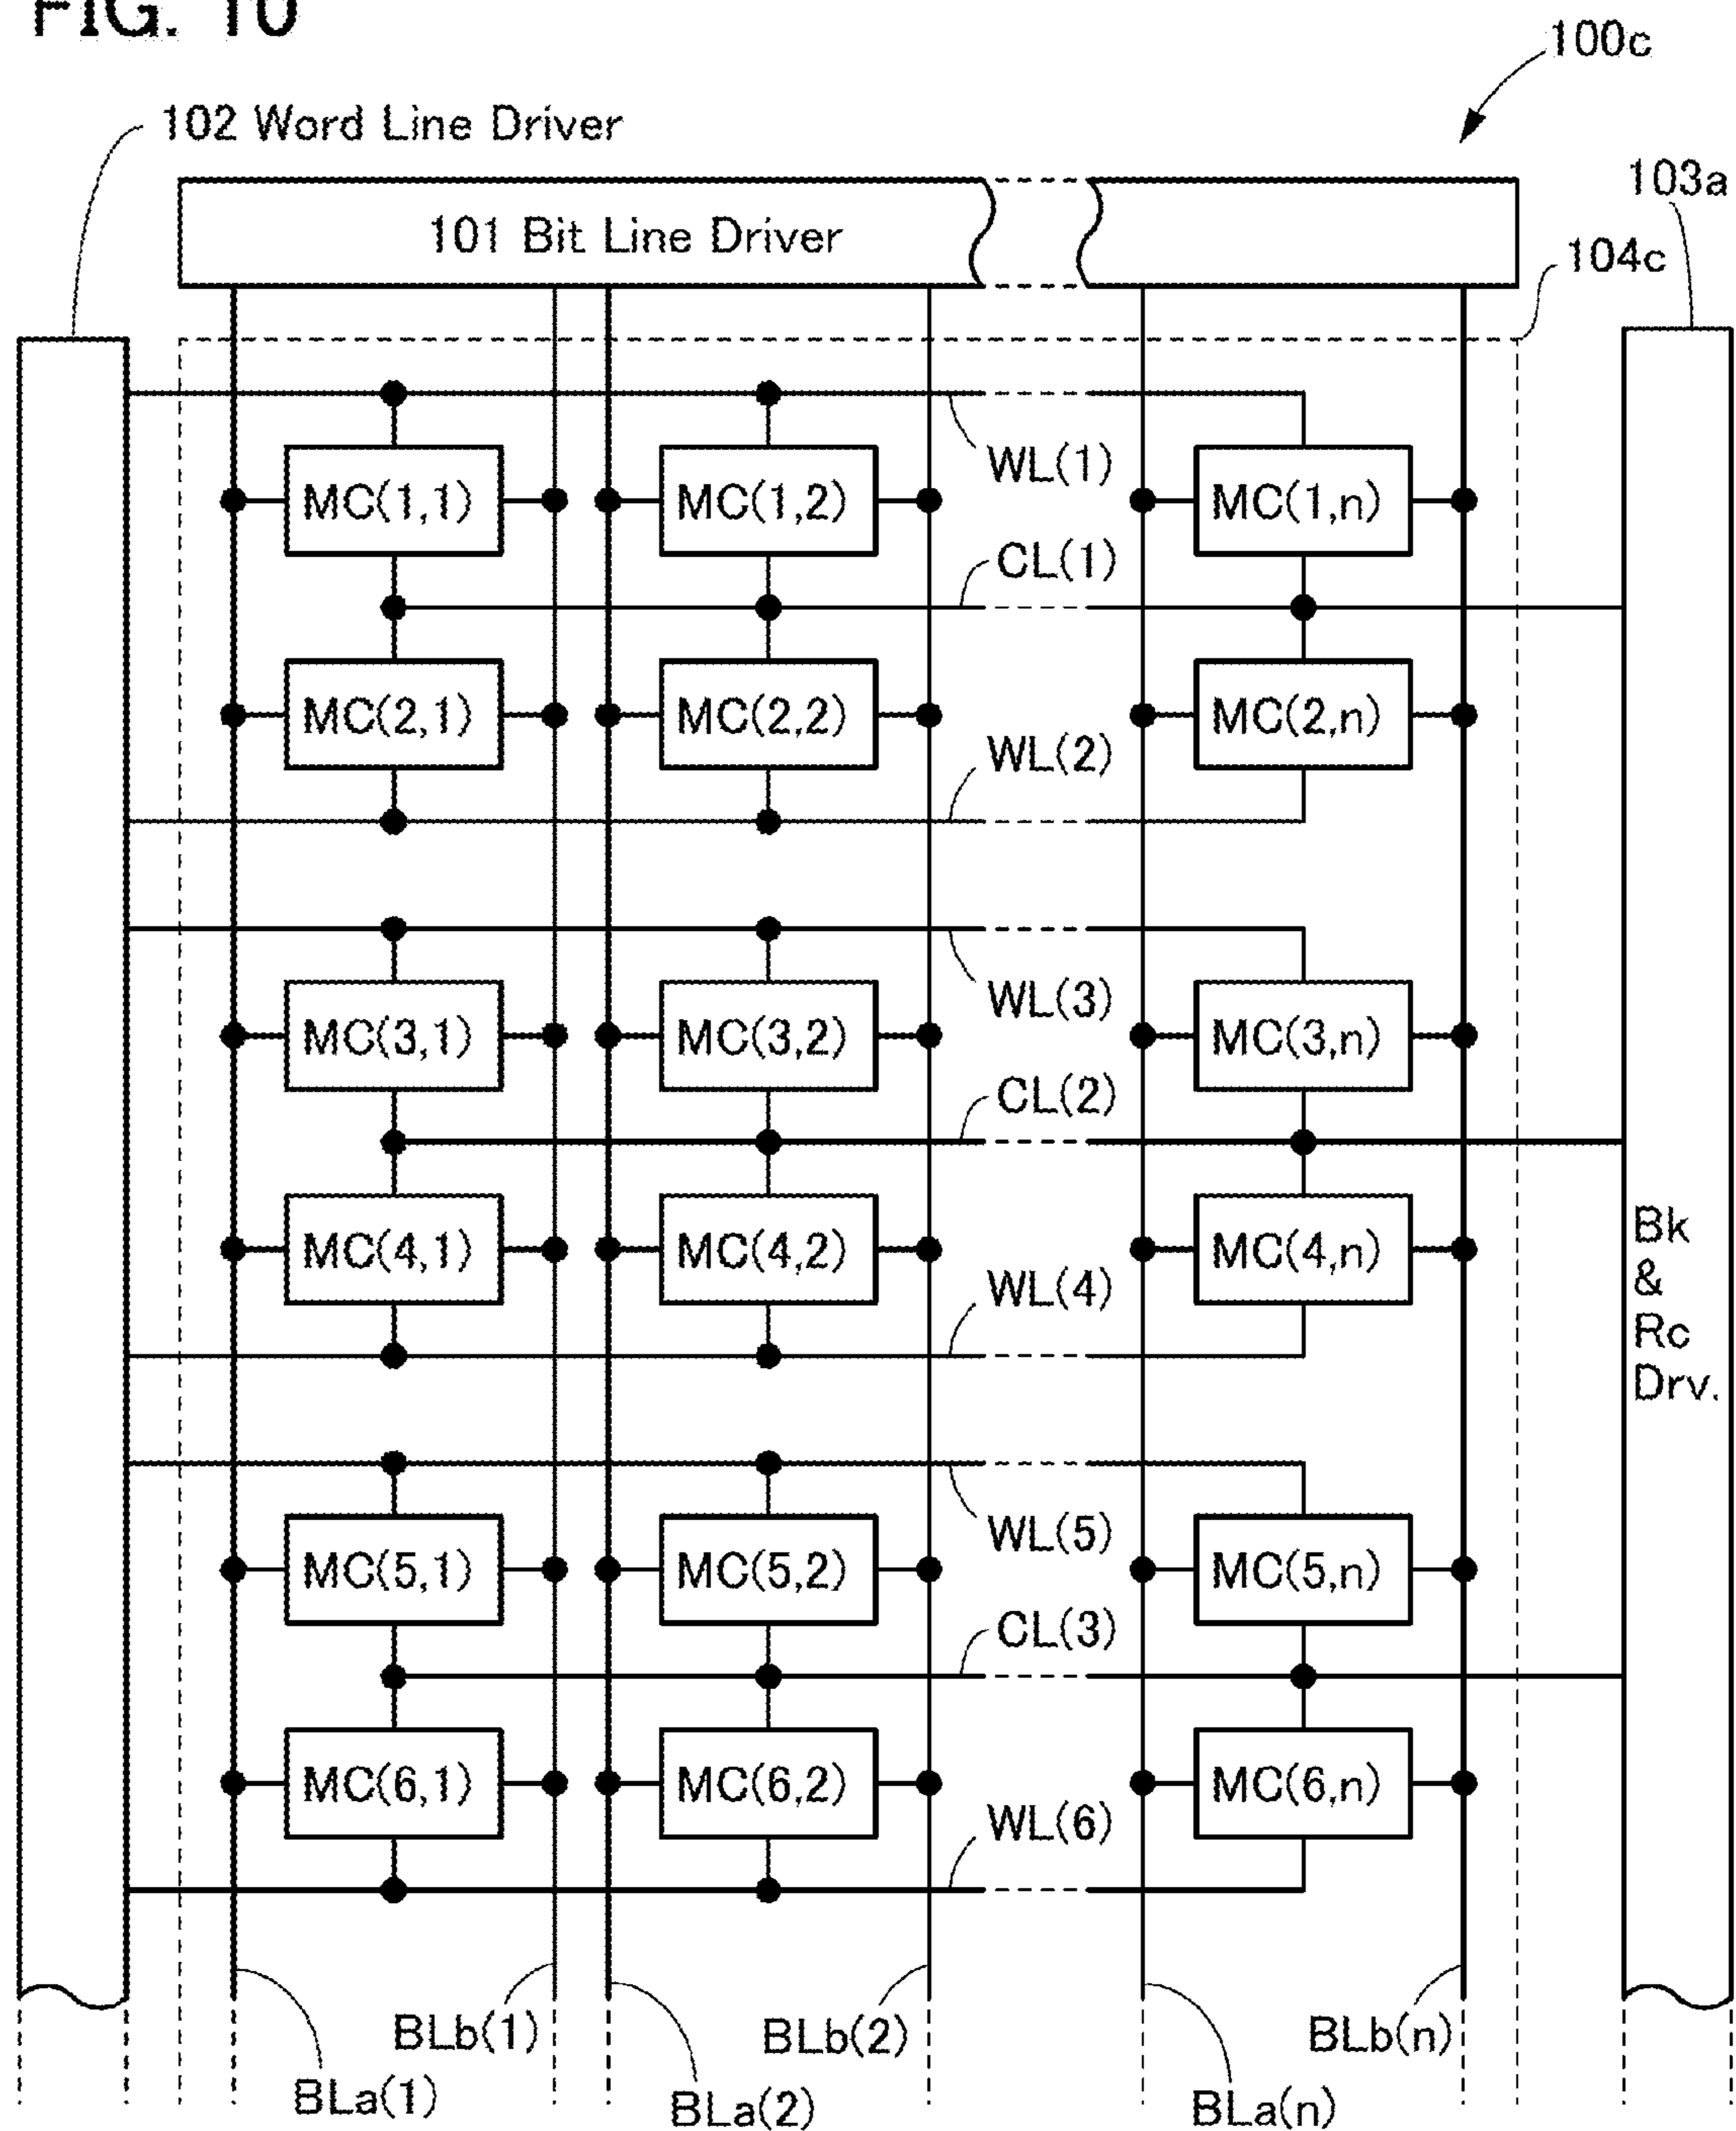 FIG. 10
100c
102 Word Line Driver
103a
101 Bit Line Driver
104c
WL(1)
MC(1,1)
MC(1,2)
MC(1,n)
CL(1)
MC(2,1)
MC(2,2)
MC(2,n)
WL(2)
WL(3)
MC(3,1)
MC(3,2)
MC(3,n)
CL(2)
MC(4,1)
MC(4,2)
MC(4,n)
WL(4)
Bk
&
Rc
Drv.
WL(5)
MC(5,1)
MC(5,2)
MC(5,n)
CL(3)
MC(6,1)
MC(6,2)
MC(6,n)
WL(6)
BLb(1)
BLb(2)
BLb(n)
BLa(1)
BLa(2)
BLa(n)